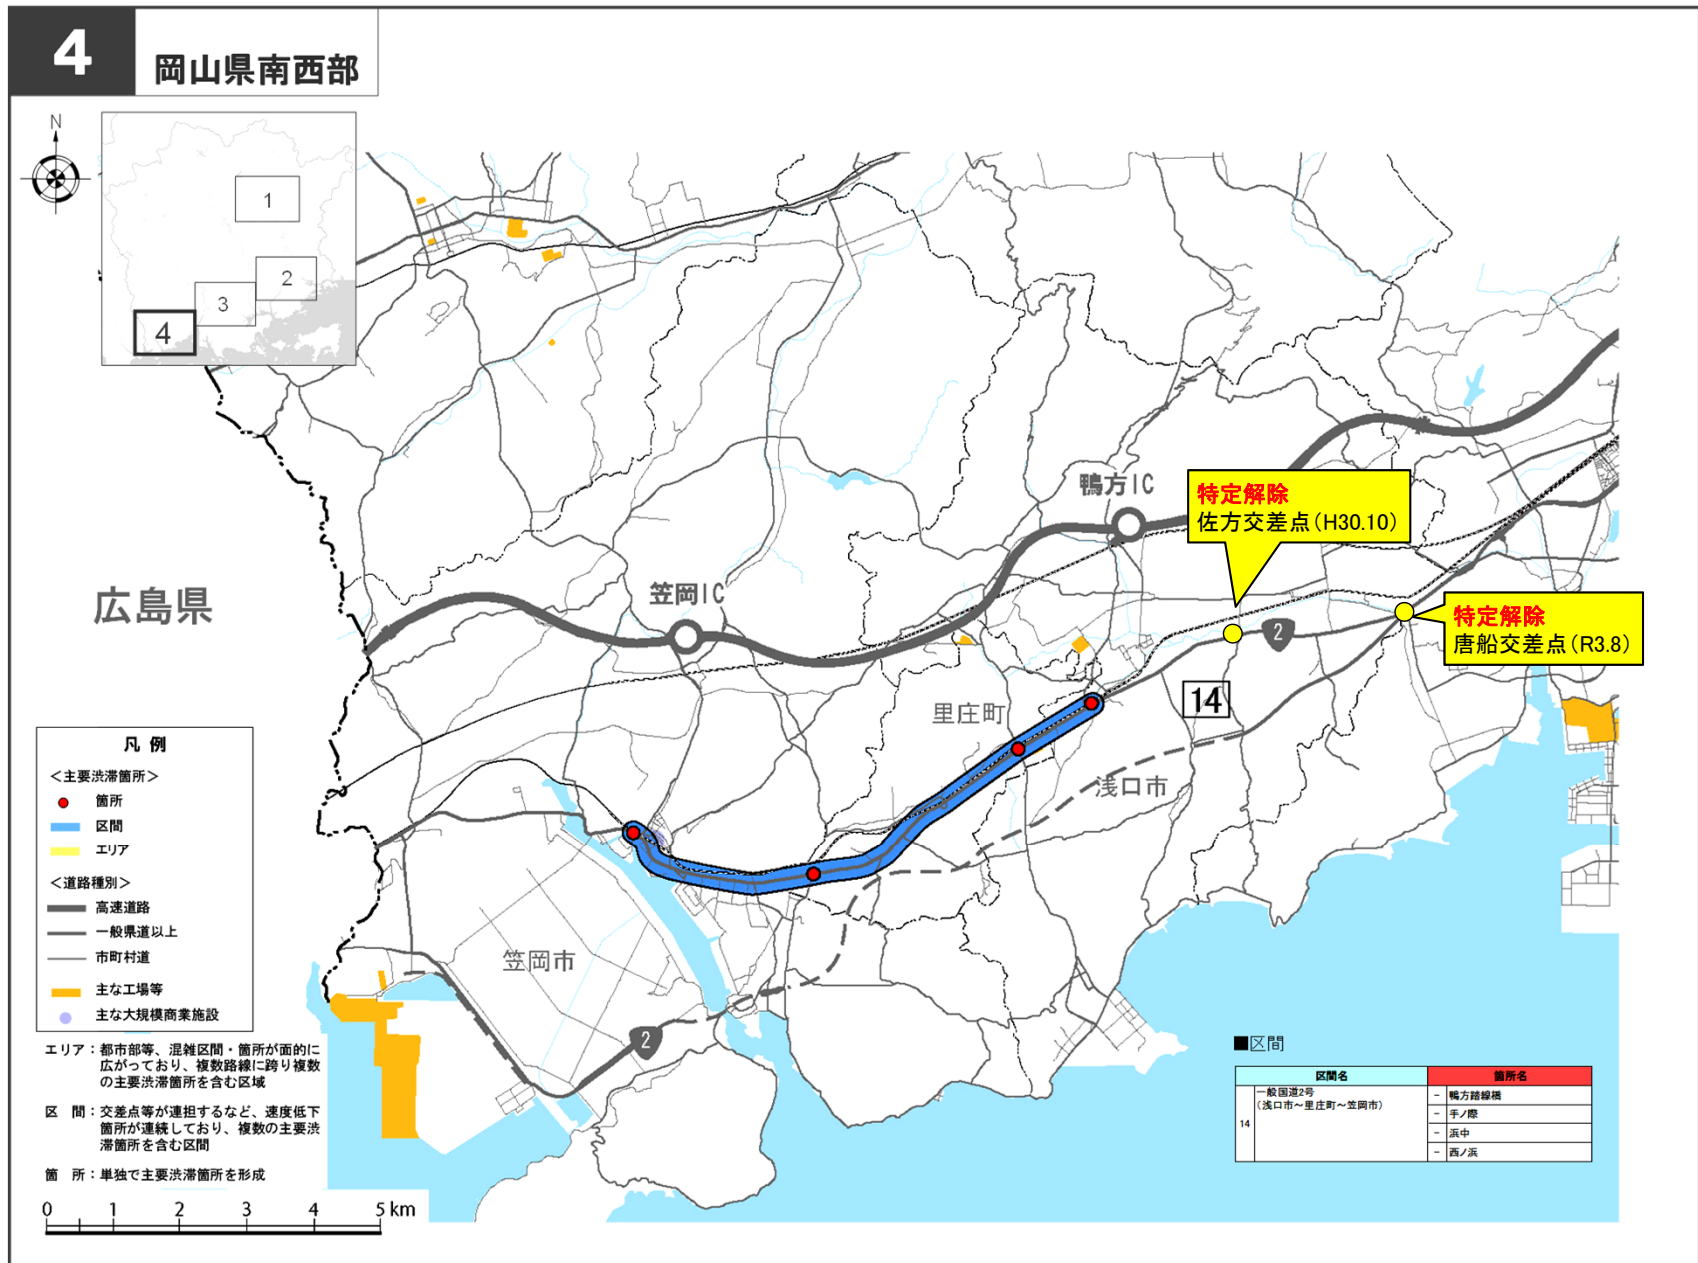 4
岡山県南西部
N
1
2
3
4
広島県
笠岡IC
鴨方IC
特定解除
佐方交差点(H30.10)
特定解除
唐船交差点(R3.8)
2
14
里庄町
浅口市
笠岡市
2
凡 例
<主要渋滞箇所>
箇所
区間
エリア
<道路種別>
高速道路
一般県道以上
市町村道
主な工場等
主な大規模商業施設
エリア：都市部等、混雑区間・箇所が面的に
広がっており、複数路線に跨り複数
の主要渋滞箇所を含む区域
区 間：交差点等が連担するなど、速度低下
箇所が連続しており、複数の主要渋
滞箇所を含む区間
箇 所：単独で主要渋滞箇所を形成
0 1 2 3 4 5 km
■区間
区間名 箇所名
14 一般国道2号
(浅口市～里庄町～笠岡市)
- 鴨方跨線橋
- 手ノ際
- 浜中
- 西ノ浜